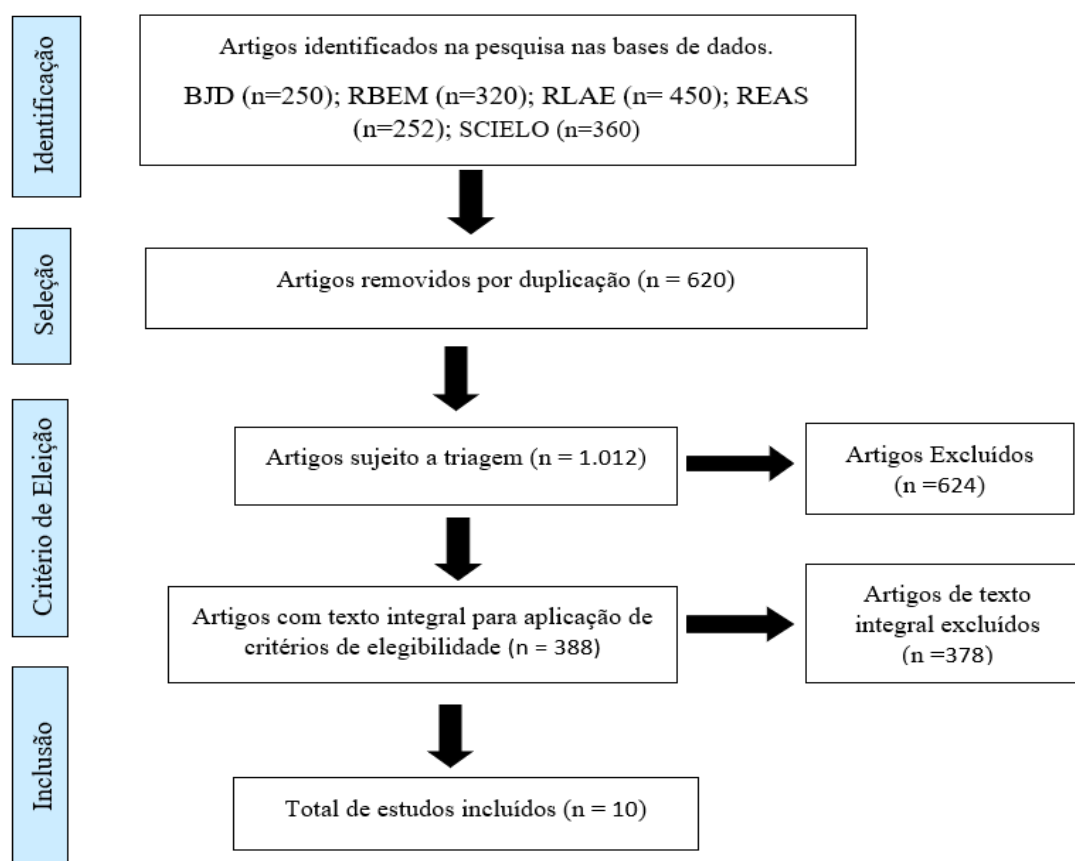 Identificação
Artigos identificados na pesquisa nas bases de dados.
BJD (n=250); RBEM (n=320); RLAE (n= 450); REAS
(n=252); SCIELO (n=360)
Seleção
Artigos removidos por duplicação (n = 620)
Critério de Eleição
Artigos sujeito a triagem (n = 1.012)
Artigos Excluídos
(n =624)
Artigos com texto integral para aplicação de
critérios de elegibilidade (n = 388)
Artigos de texto
integral excluídos
(n =378)
Inclusão
Total de estudos incluídos (n = 10)